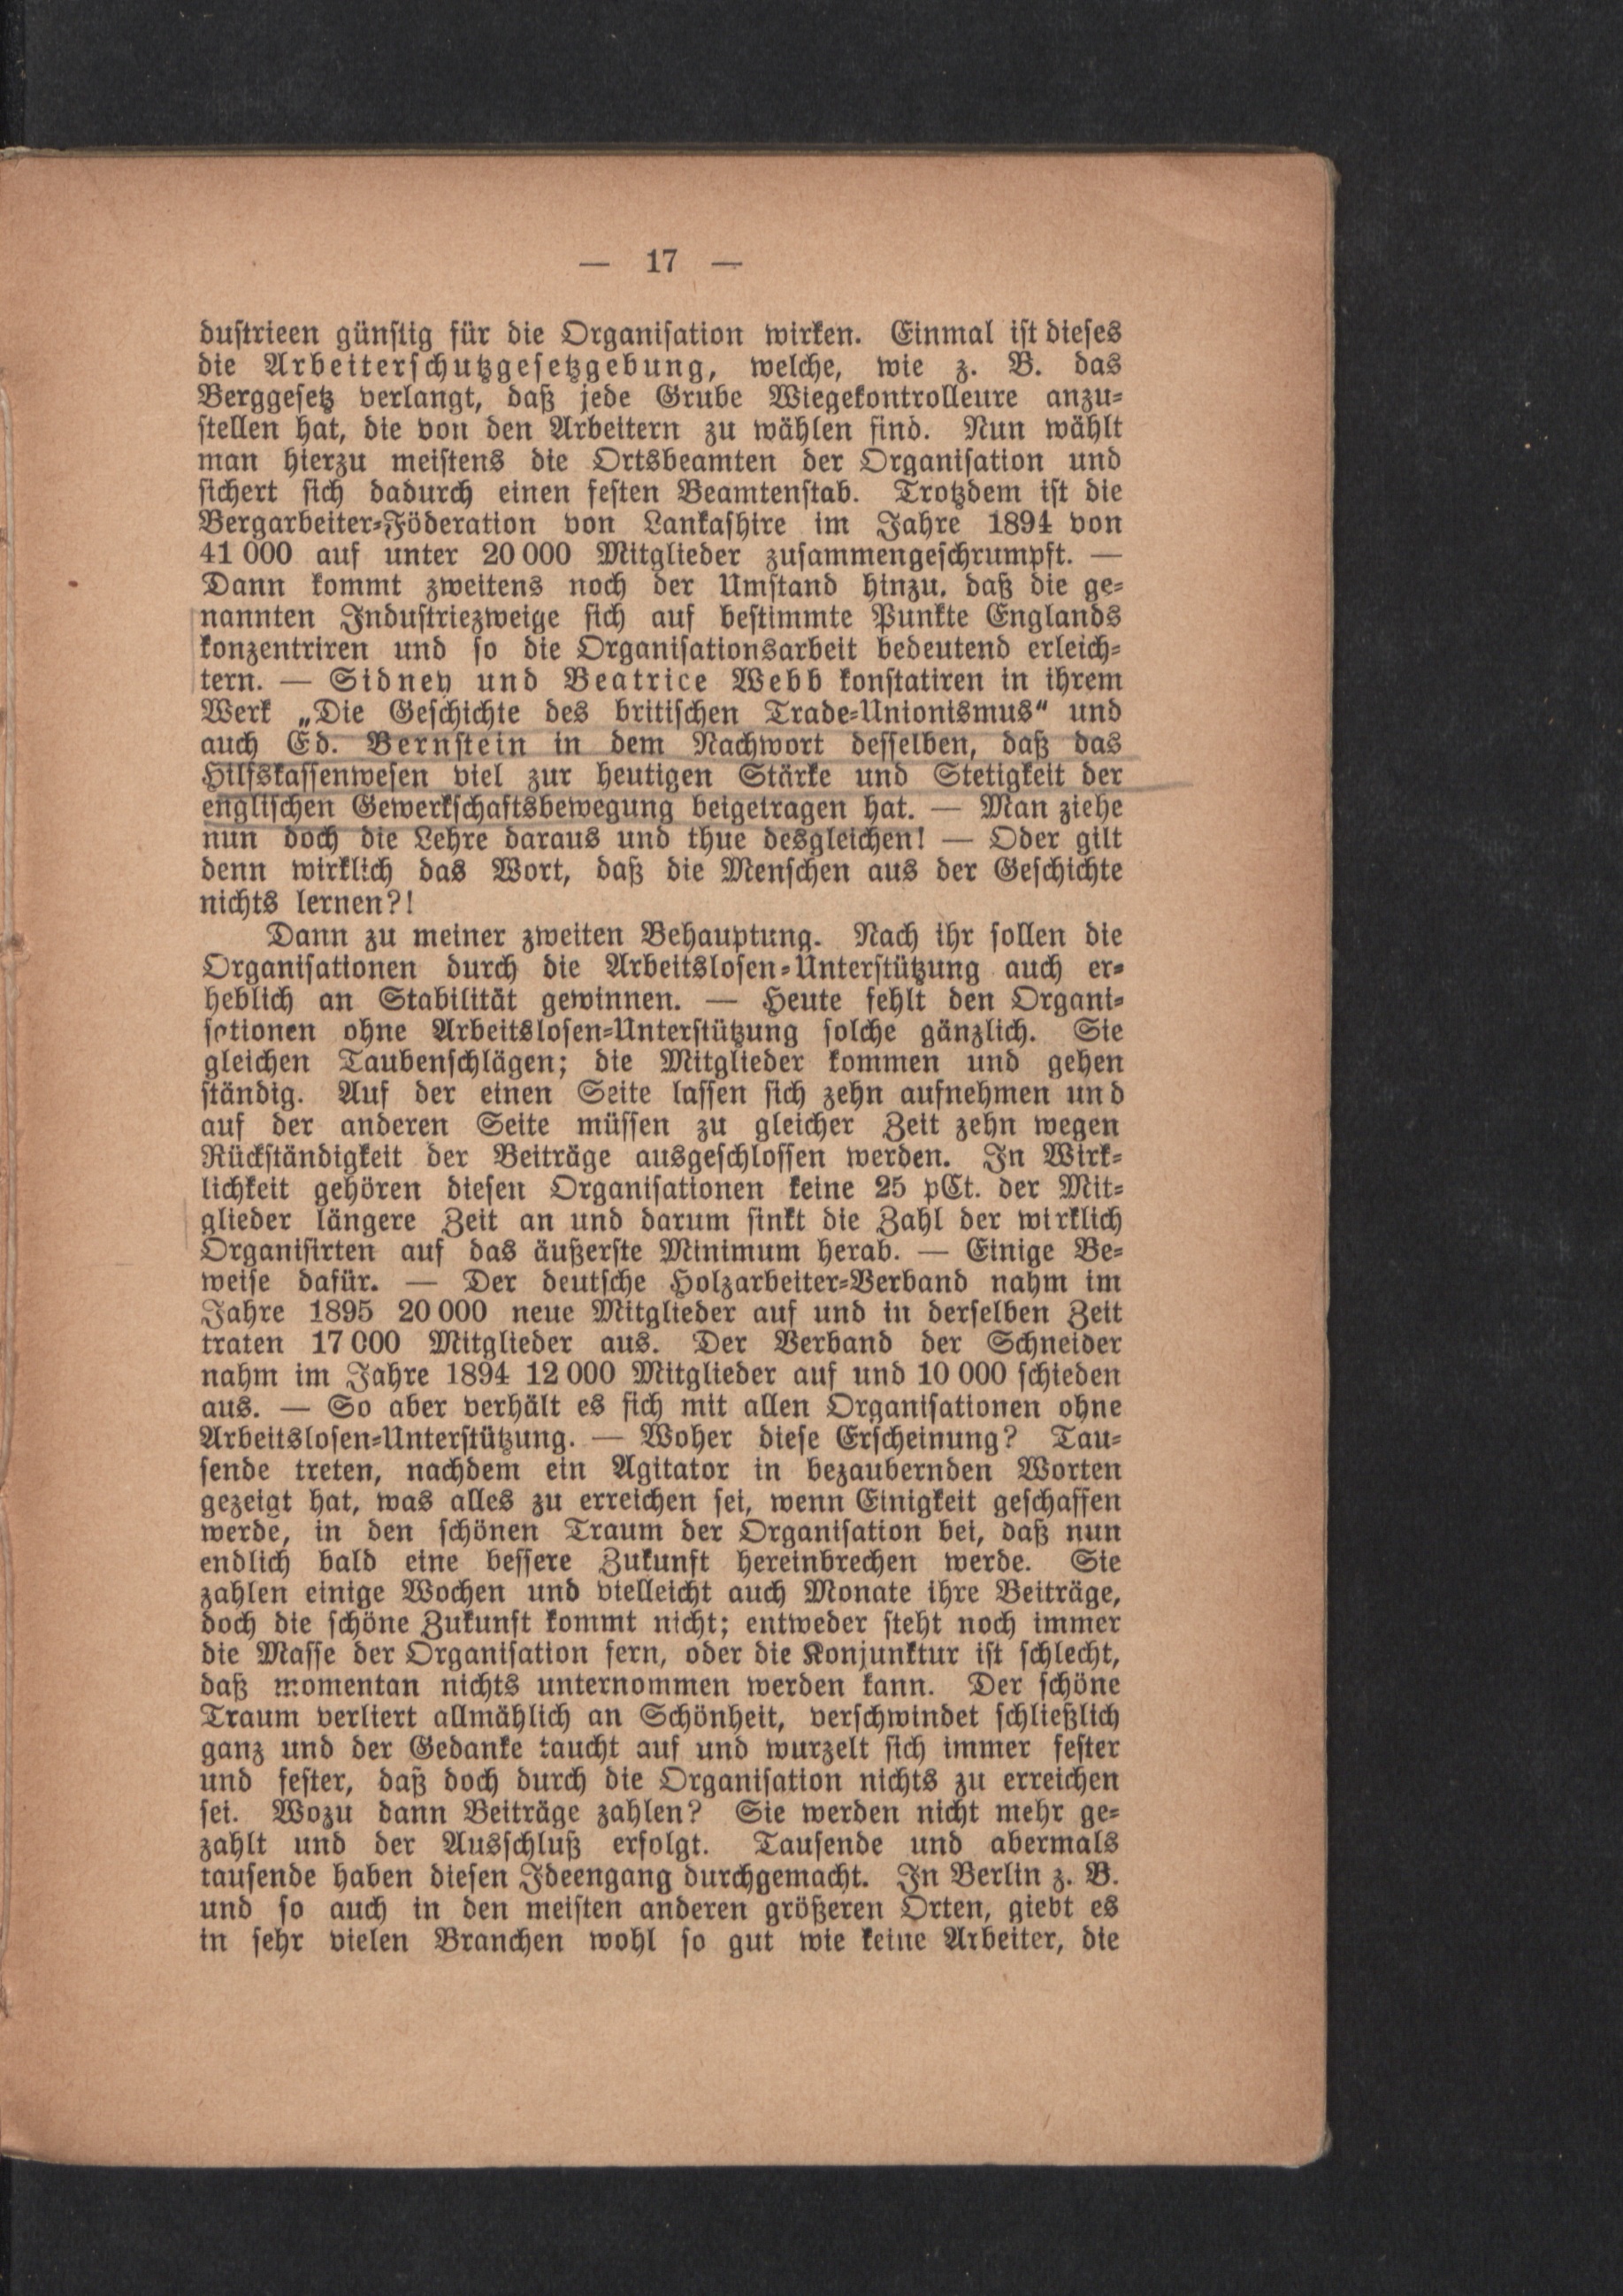 — 17 —
dustrieen günstig für die Organisation wirken. Einmal ist dieses
die Arbeiterschutzgesetzgebung, welche, wie z. B. das
Berggesetz verlangt, daß jede Grube Wiegekontrolleure anzu-
stellen hat, die von den Arbeitern zu wählen sind. Nun wählt
man hierzu meistens die Ortsbeamten der Organisation und
sichert sich dadurch einen festen Beamtenstab. Trotzdem ist die
Bergarbeiter-Föderation von Lankashire im Jahre 1894 von
41 000 auf unter 20 000 Mitglieder zusammengeschrumpft. —
Dann kommt zweitens noch der Umstand hinzu, daß die ge-
nannten Industriezweige sich auf bestimmte Punkte Englands
konzentriren und so die Organisationsarbeit bedeutend erleich-
tern. — Sidney und Beatrice Webb konstatiren in ihrem
Werk „Die Geschichte des britischen Trade-Unionismus“ und
auch Ed. Bernstein in dem Nachwort desselben, daß das
Hilfskassenwesen viel zur heutigen Stärke und Stetigkeit der
englischen Gewerkschaftsbewegung beigetragen hat. — Man ziehe
nun doch die Lehre daraus und thue desgleichen! — Oder gilt
denn wirklich das Wort, daß die Menschen aus der Geschichte
nichts lernen?!
Dann zu meiner zweiten Behauptung. Nach ihr sollen die
Organisationen durch die Arbeitslosen-Unterstützung auch er-
heblich an Stabilität gewinnen. — Heute fehlt den Organi-
sationen ohne Arbeitslosen-Unterstützung solche gänzlich. Sie
gleichen Taubenschlägen; die Mitglieder kommen und gehen
ständig. Auf der einen Seite lassen sich zehn aufnehmen und
auf der anderen Seite müssen zu gleicher Zeit zehn wegen
Rückständigkeit der Beiträge ausgeschlossen werden. In Wirk-
lichkeit gehören diesen Organisationen keine 25 pCt. der Mit-
glieder längere Zeit an und darum sinkt die Zahl der wirklich
Organisirten auf das äußerste Minimum herab. — Einige Be-
weise dafür. — Der deutsche Holzarbeiter-Verband nahm im
Jahre 1895 20 000 neue Mitglieder auf und in derselben Zeit
traten 17 000 Mitglieder aus. Der Verband der Schneider
nahm im Jahre 1894 12 000 Mitglieder auf und 10 000 schieden
aus. — So aber verhält es sich mit allen Organisationen ohne
Arbeitslosen-Unterstützung. — Woher diese Erscheinung? Tau-
sende treten, nachdem ein Agitator in bezaubernden Worten
gezeigt hat, was alles zu erreichen sei, wenn Einigkeit geschaffen
werde, in den schönen Traum der Organisation bei, daß nun
endlich bald eine bessere Zukunft hereinbrechen werde. Sie
zahlen einige Wochen und vielleicht auch Monate ihre Beiträge,
doch die schöne Zukunft kommt nicht; entweder steht noch immer
die Masse der Organisation fern, oder die Konjunktur ist schlecht,
daß momentan nichts unternommen werden kann. Der schöne
Traum verliert allmählich an Schönheit, verschwindet schließlich
ganz und der Gedanke taucht auf und wurzelt sich immer fester
und fester, daß doch durch die Organisation nichts zu erreichen
sei. Wozu dann Beiträge zahlen? Sie werden nicht mehr ge-
zahlt und der Ausschluß erfolgt. Tausende und abermals
tausende haben diesen Ideengang durchgemacht. In Berlin z. B.
und so auch in den meisten anderen größeren Orten, giebt es
in sehr vielen Branchen wohl so gut wie keine Arbeiter, die